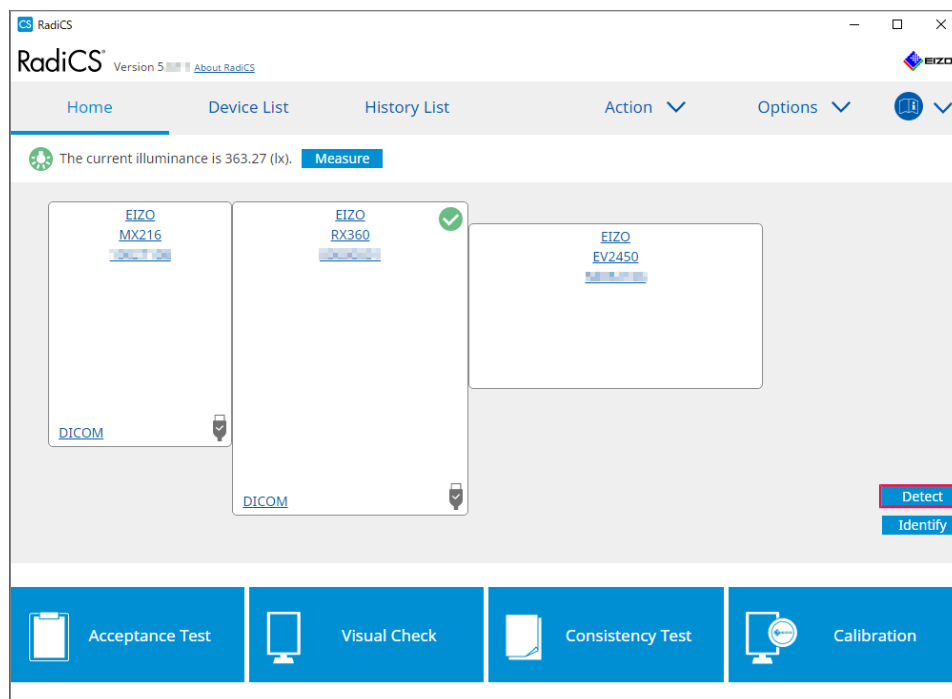 CS RadiCS
RadiCS Version 5. About RadiCS
EIZO
Home Device List History List Action Options
The current illuminance is 363.27 (lx). Measure
EIZO
MX216
DICOM
EIZO
RX360
DICOM
EIZO
EV2450
Detect
Identify
Acceptance Test Visual Check Consistency Test Calibration